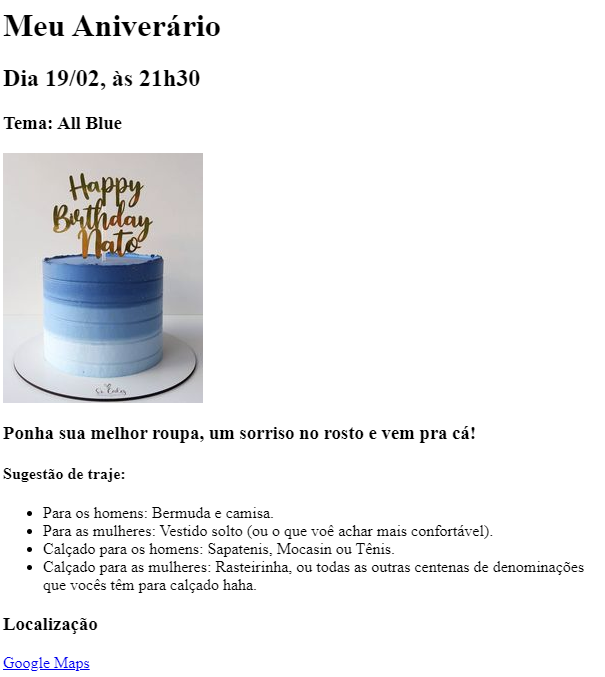 Meu Aniverário
Dia 19/02, às 21h30
Tema: All Blue
Happy
Birthday
Nato
Ponha sua melhor roupa, um sorriso no rosto e vem pra cá!
Sugestão de traje:
Para os homens: Bermuda e camisa.
Para as mulheres: Vestido solto (ou o que voê achar mais confortável).
Calçado para os homens: Sapatenis, Mocasin ou Tênis.
Calçado para as mulheres: Rasteirinha, ou todas as outras centenas de denominações
que vocês têm para calçado haha.
Localização
Google Maps